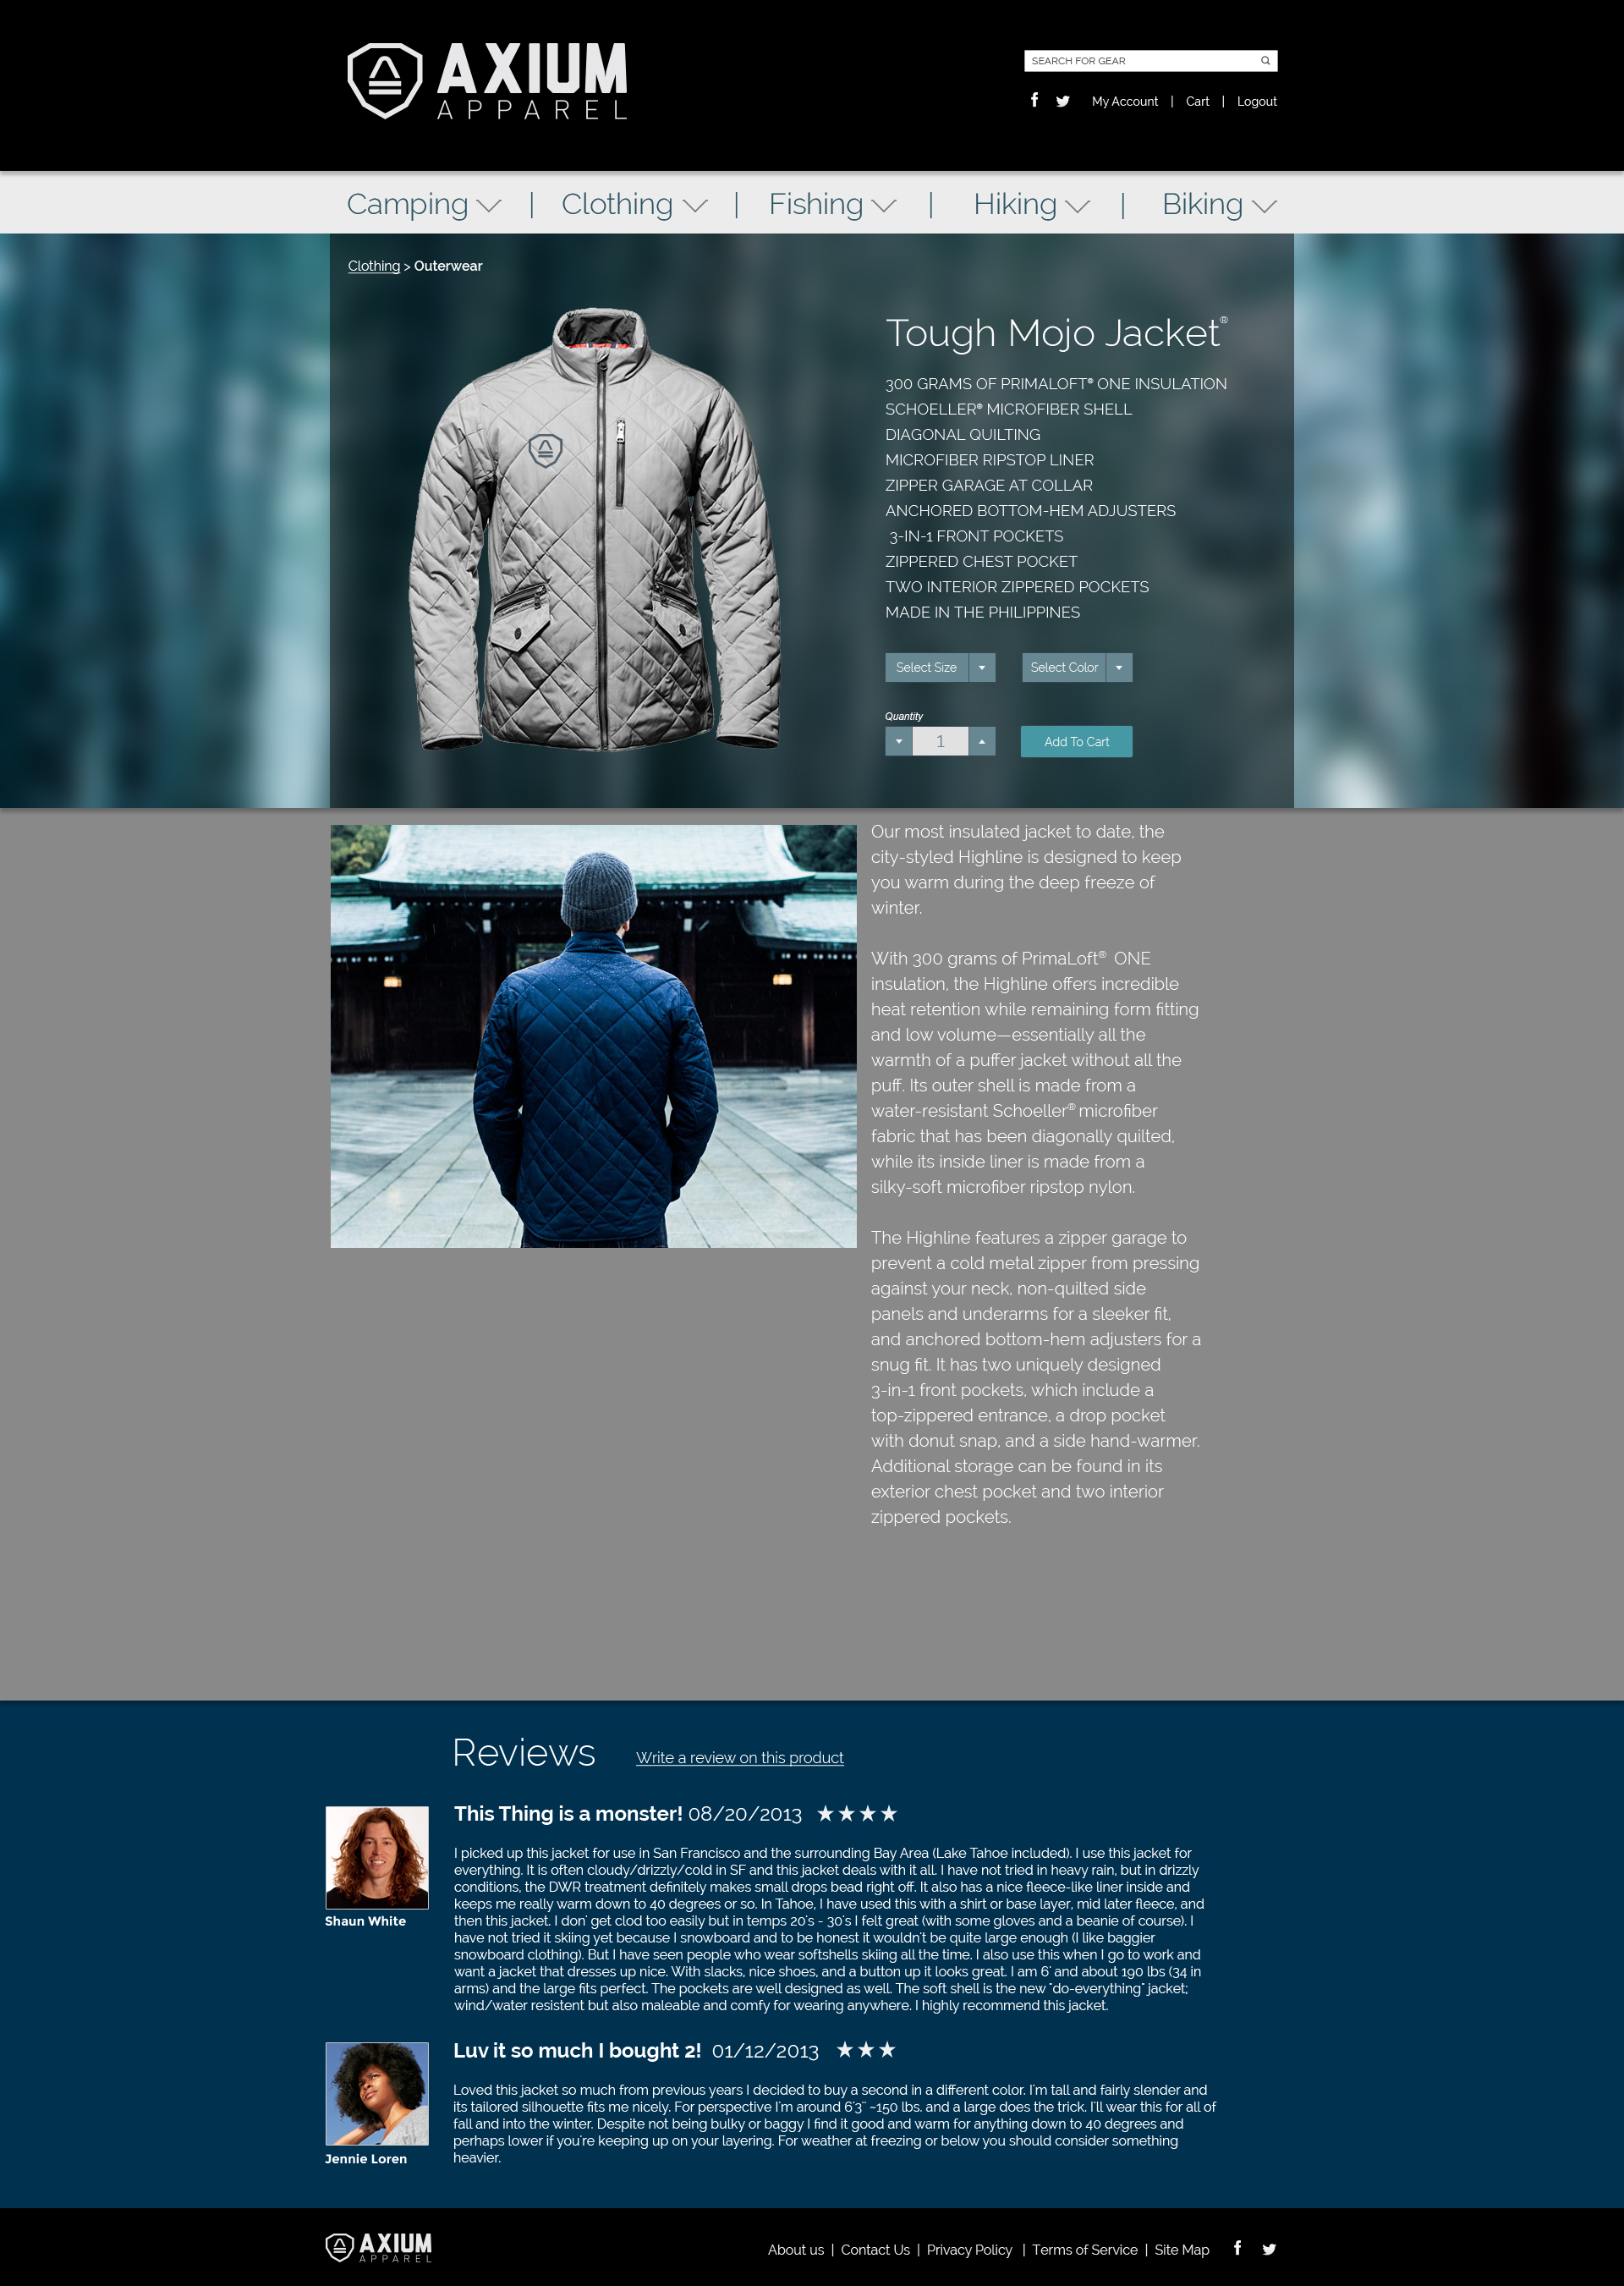 AXIUM
APPAREL
SEARCH FOR GEAR
My Account | Cart | Logout
Camping | Clothing | Fishing | Hiking | Biking
Clothing > Outerwear
Tough Mojo Jacket®
300 GRAMS OF PRIMALOFT® ONE INSULATION
SCHOELLER® MICROFIBER SHELL
DIAGONAL QUILTING
MICROFIBER RIPSTOP LINER
ZIPPER GARAGE AT COLLAR
ANCHORED BOTTOM-HEM ADJUSTERS
3-IN-1 FRONT POCKETS
ZIPPERED CHEST POCKET
TWO INTERIOR ZIPPERED POCKETS
MADE IN THE PHILIPPINES
Select Size
Select Color
Quantity
1
Add To Cart
Our most insulated jacket to date, the
city-styled Highline is designed to keep
you warm during the deep freeze of
winter.
With 300 grams of PrimaLoft® ONE
insulation, the Highline offers incredible
heat retention while remaining form fitting
and low volume—essentially all the
warmth of a puffer jacket without all the
puff. Its outer shell is made from a
water-resistant Schoeller® microfiber
fabric that has been diagonally quilted,
while its inside liner is made from a
silky-soft microfiber ripstop nylon.
The Highline features a zipper garage to
prevent a cold metal zipper from pressing
against your neck, non-quilted side
panels and underarms for a sleeker fit,
and anchored bottom-hem adjusters for a
snug fit. It has two uniquely designed
3-in-1 front pockets, which include a
top-zippered entrance, a drop pocket
with donut snap, and a side hand-warmer.
Additional storage can be found in its
exterior chest pocket and two interior
zippered pockets.
Reviews
Write a review on this product
This Thing is a monster! 08/20/2013 ★★★★
I picked up this jacket for use in San Francisco and the surrounding Bay Area (Lake Tahoe included). I use this jacket for
everything. It is often cloudy/drizzly/cold in SF and this jacket deals with it all. I have not tried in heavy rain, but in drizzly
conditions, the DWR treatment definitely makes small drops bead right off. It also has a nice fleece-like liner inside and
keeps me really warm down to 40 degrees or so. In Tahoe, I have used this with a shirt or base layer, mid later fleece, and
then this jacket. I don' get clod too easily but in temps 20's - 30's I felt great (with some gloves and a beanie of course). I
have not tried it skiing yet because I snowboard and to be honest it wouldn't be quite large enough (I like baggier
snowboard clothing). But I have seen people who wear softshells skiing all the time. I also use this when I go to work and
want a jacket that dresses up nice. With slacks, nice shoes, and a button up it looks great. I am 6' and about 190 lbs (34 in
arms) and the large fits perfect. The pockets are well designed as well. The soft shell is the new "do-everything" jacket;
wind/water resistent but also maleable and comfy for wearing anywhere. I highly recommend this jacket.
Shaun White
Luv it so much I bought 2! 01/12/2013 ★★★
Loved this jacket so much from previous years I decided to buy a second in a different color. I'm tall and fairly slender and
its tailored silhouette fits me nicely. For perspective I'm around 6'3" ~150 lbs. and a large does the trick. I'll wear this for all of
fall and into the winter. Despite not being bulky or baggy I find it good and warm for anything down to 40 degrees and
perhaps lower if you're keeping up on your layering. For weather at freezing or below you should consider something
heavier.
Jennie Loren
AXIUM
APPAREL
About us | Contact Us | Privacy Policy | Terms of Service | Site Map